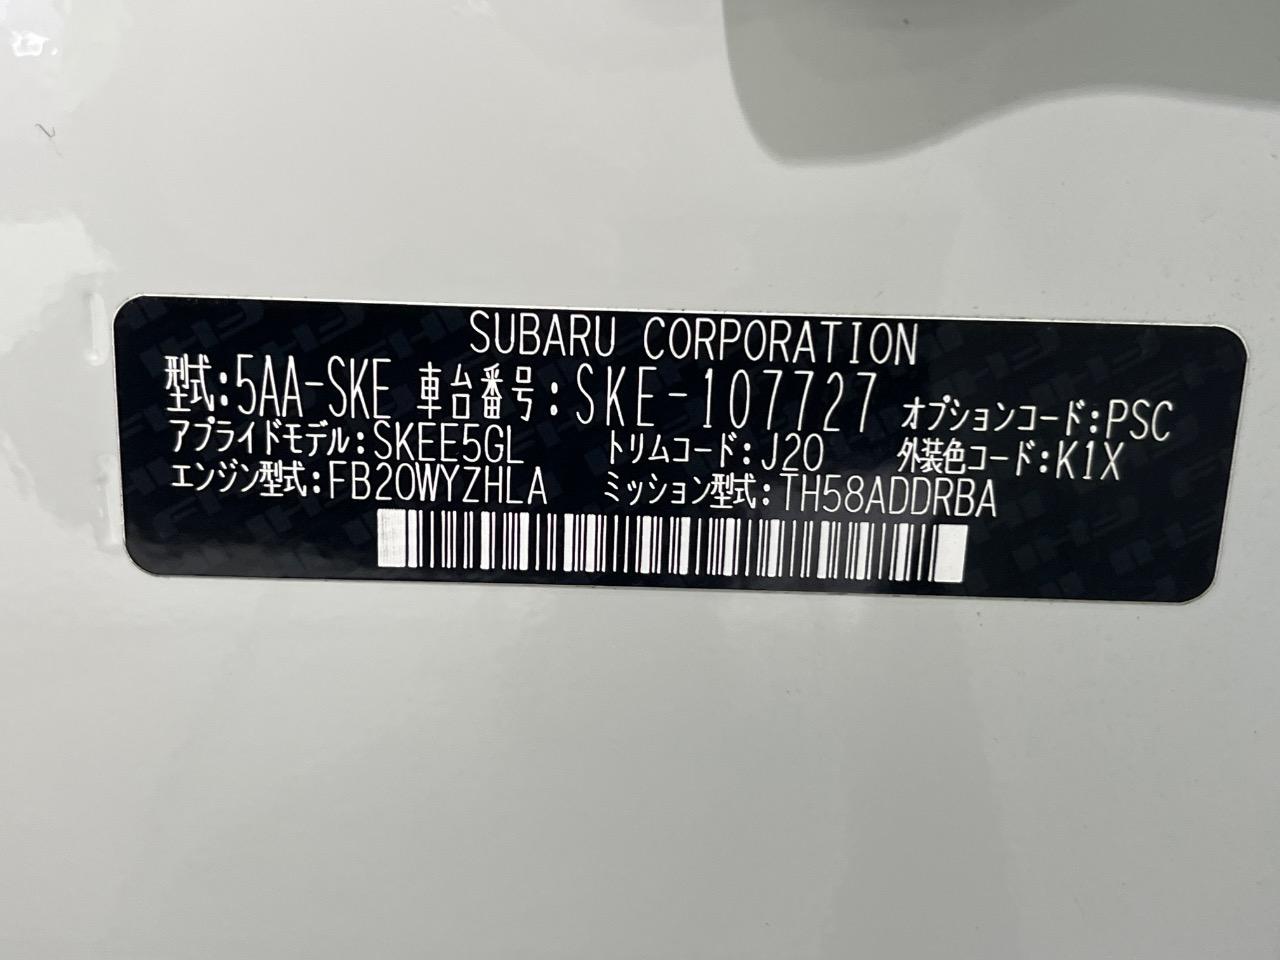 SUBARU CORPORATION
型式:5AA-SKE 車台番号:SKE-107727 オプションコード:PSC
アプライドモデル:SKEE5GL トリムコード:J20 外装色コード:K1X
エンジン型式:FB20WYZHLA ミッション型式:TH58ADDRBA